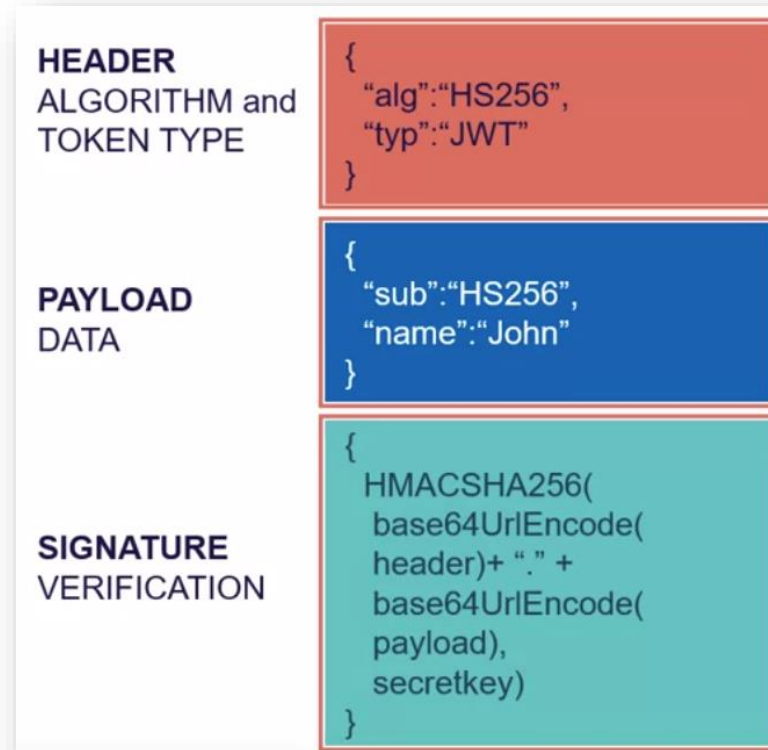 HEADER
ALGORITHM and
TOKEN TYPE
{
“alg”:“HS256”,
“typ”:“JWT”
}
PAYLOAD
DATA
{
“sub”:“HS256”,
“name”:“John”
}
SIGNATURE
VERIFICATION
{
HMACSHA256(
base64UrlEncode(
header)+ “.” +
base64UrlEncode(
payload),
secretkey)
}